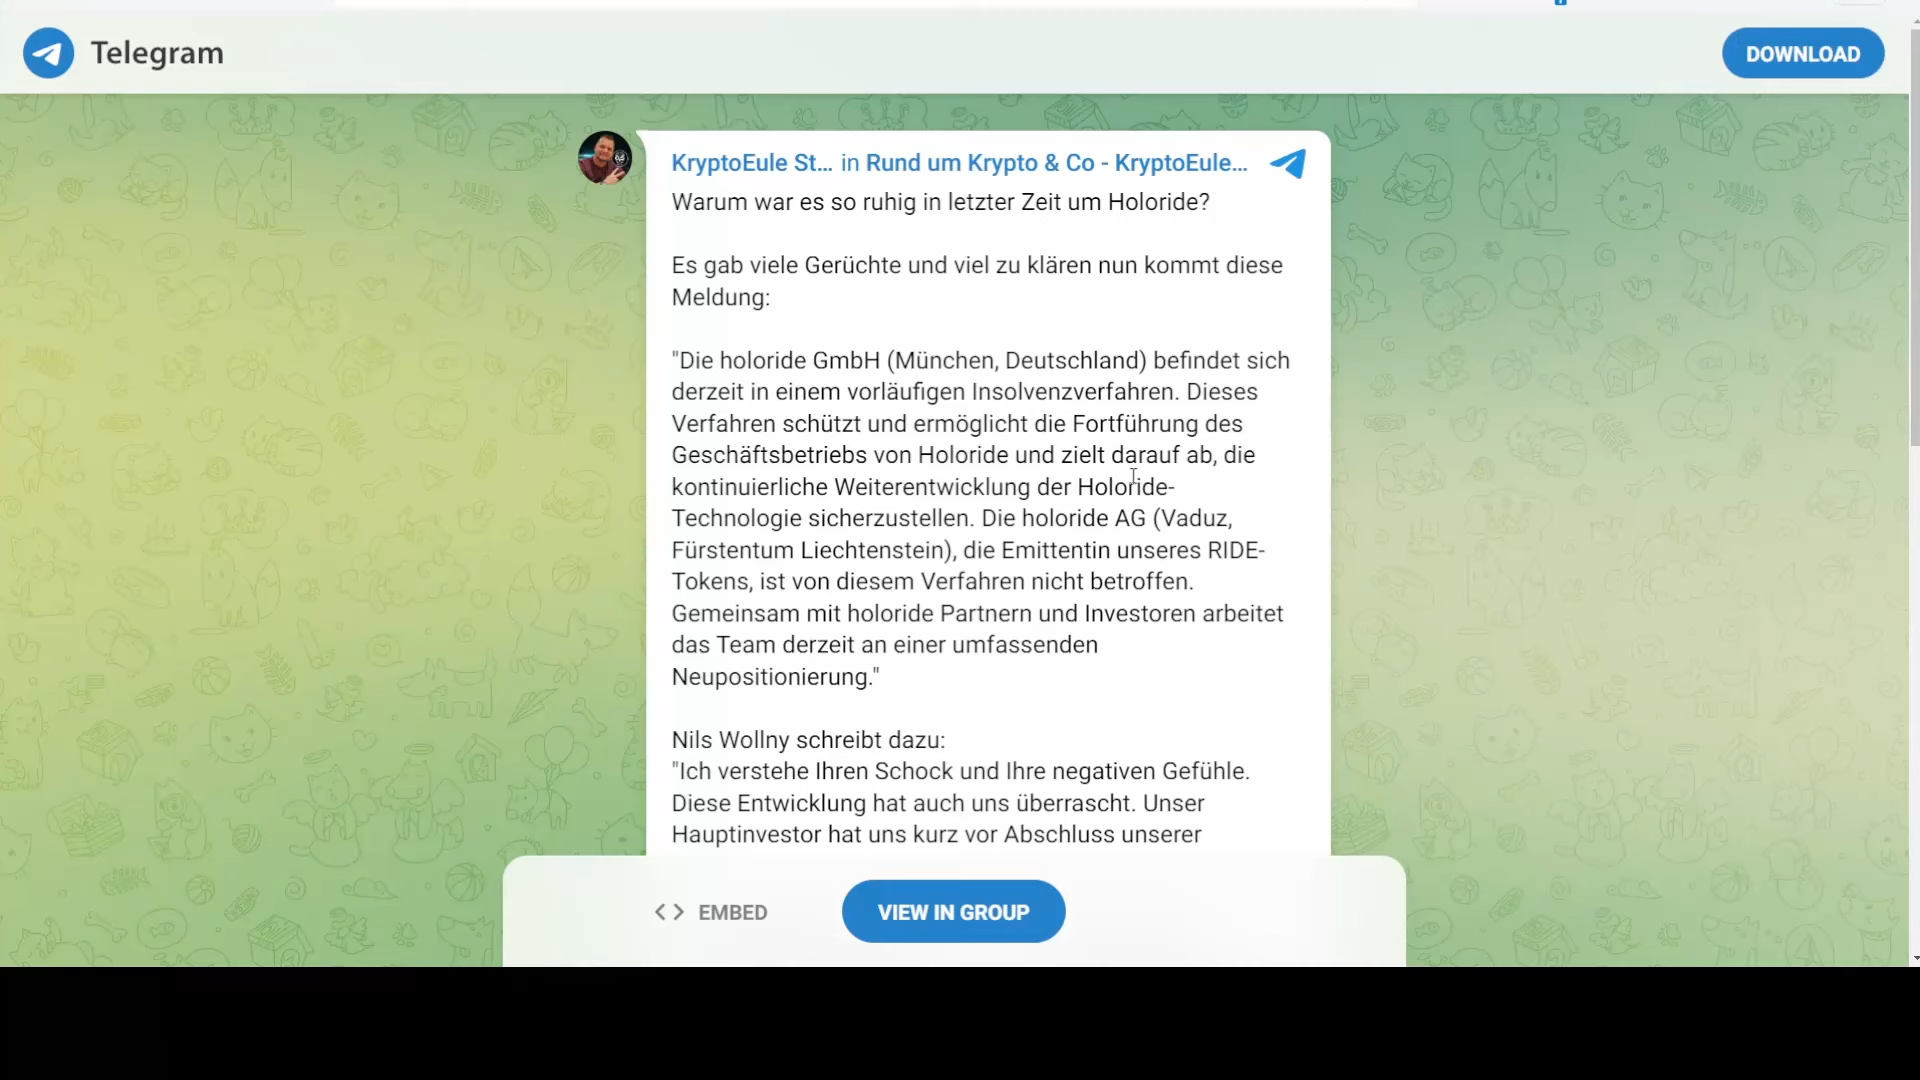 Telegram
DOWNLOAD
KryptoEule St... in Rund um Krypto & Co - KryptoEule...
Warum war es so ruhig in letzter Zeit um Holoride?
Es gab viele Gerüchte und viel zu klären nun kommt diese
Meldung:
"Die holoride GmbH (München, Deutschland) befindet sich
derzeit in einem vorläufigen Insolvenzverfahren. Dieses
Verfahren schützt und ermöglicht die Fortführung des
Geschäftsbetriebs von Holoride und zielt darauf ab, die
kontinuierliche Weiterentwicklung der Holoride-
Technologie sicherzustellen. Die holoride AG (Vaduz,
Fürstentum Liechtenstein), die Emittentin unseres RIDE-
Tokens, ist von diesem Verfahren nicht betroffen.
Gemeinsam mit holoride Partnern und Investoren arbeitet
das Team derzeit an einer umfassenden
Neupositionierung."
Nils Wollny schreibt dazu:
"Ich verstehe Ihren Schock und Ihre negativen Gefühle.
Diese Entwicklung hat auch uns überrascht. Unser
Hauptinvestor hat uns kurz vor Abschluss unserer
<> EMBED
VIEW IN GROUP